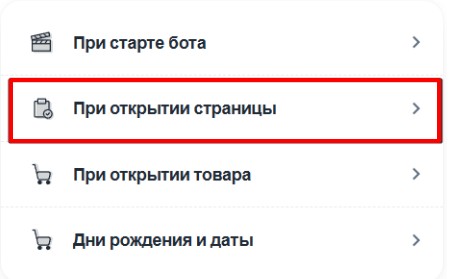 При старте бота
При открытии страницы
При открытии товара
Дни рождения и даты